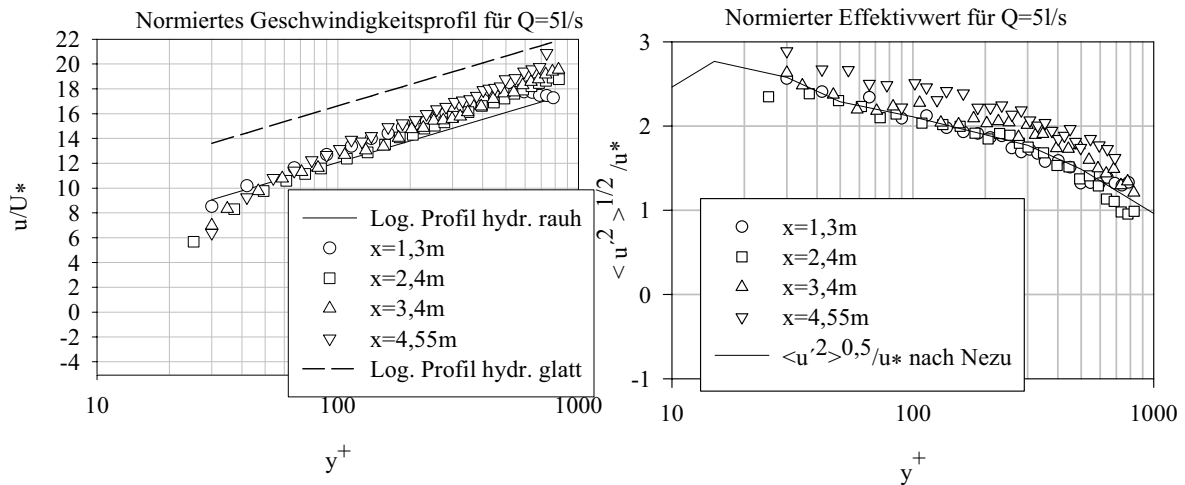 Normiertes Geschwindigkeitsprofil für Q=5l/s
22
20
18
16
14
12
10
8
6
4
2
0
-2
-4
u/U*
Log. Profil hydr. rauh
x=1,3m
x=2,4m
x=3,4m
x=4,55m
Log. Profil hydr. glatt
10
100
1000
y+
Normierter Effektivwert für Q=5l/s
3
2
1
0
-1
<u´2>1/2/u*
x=1,3m
x=2,4m
x=3,4m
x=4,55m
<u´2>0,5/u* nach Nezu
10
100
1000
y+